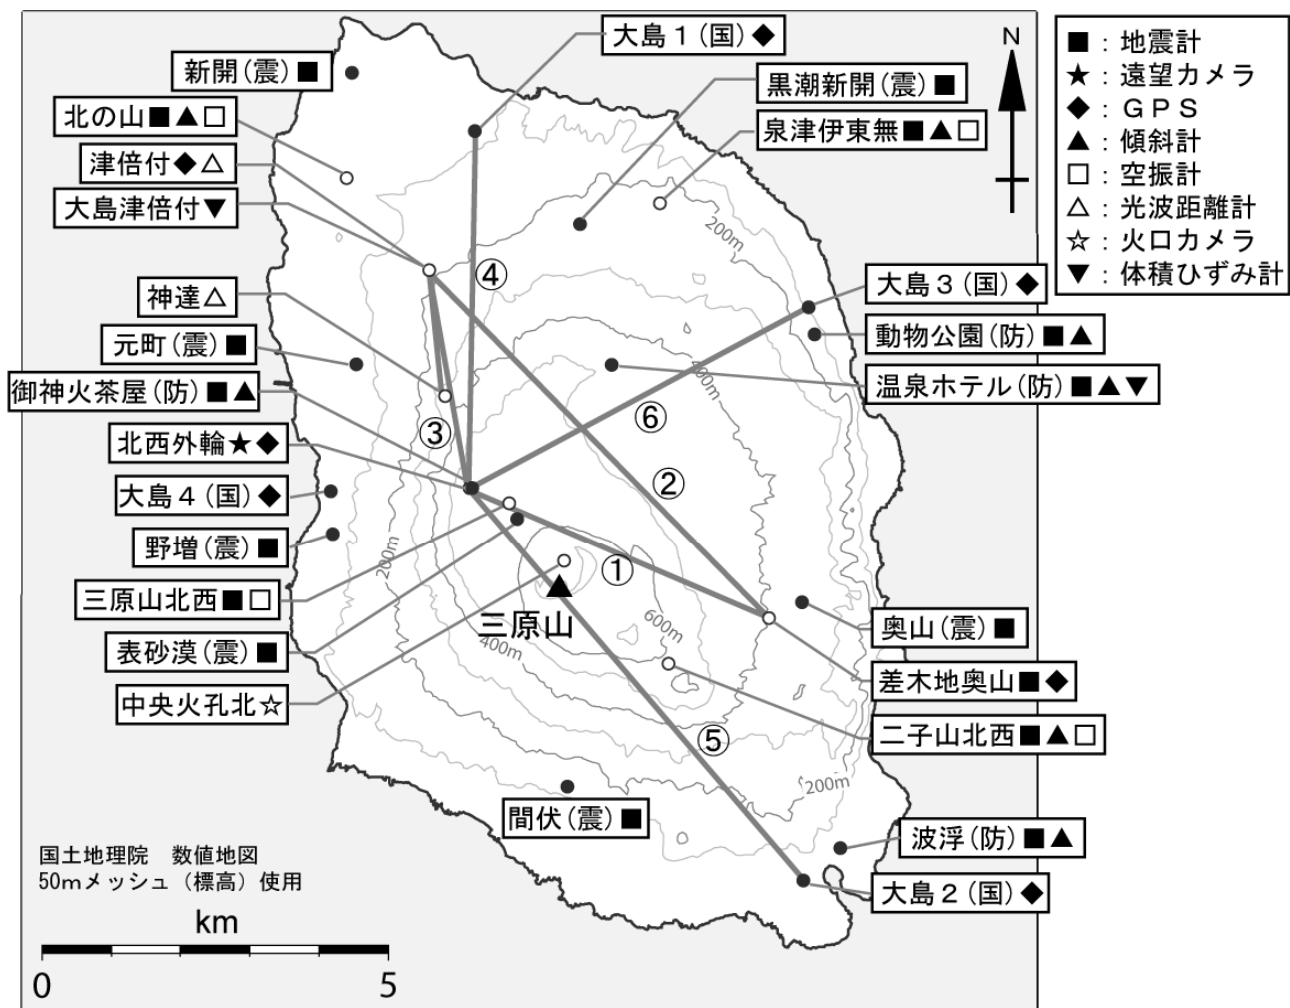 大島1(国)◆
新開(震)■
北の山■▲□
津倍付◆△
大島津倍付▼
神達△
元町(震)■
御神火茶屋(防)■▲
北西外輪★◆
大島4(国)◆
野増(震)■
三原山北西■□
表砂漠(震)■
中央火孔北☆
黒潮新開(震)■
泉津伊東無■▲□
大島3(国)◆
動物公園(防)■▲
温泉ホテル(防)■▲▼
奥山(震)■
差木地奥山■◆
二子山北西■▲□
波浮(防)■▲
大島2(国)◆
間伏(震)■
三原山
①
②
③
④
⑤
⑥
200m
400m
200m
600m
400m
200m
N
■：地震計
★：遠望カメラ
◆：GPS
▲：傾斜計
□：空振計
△：光波距離計
☆：火口カメラ
▼：体積ひずみ計
国土地理院　数値地図
50mメッシュ（標高）使用
km
0 5